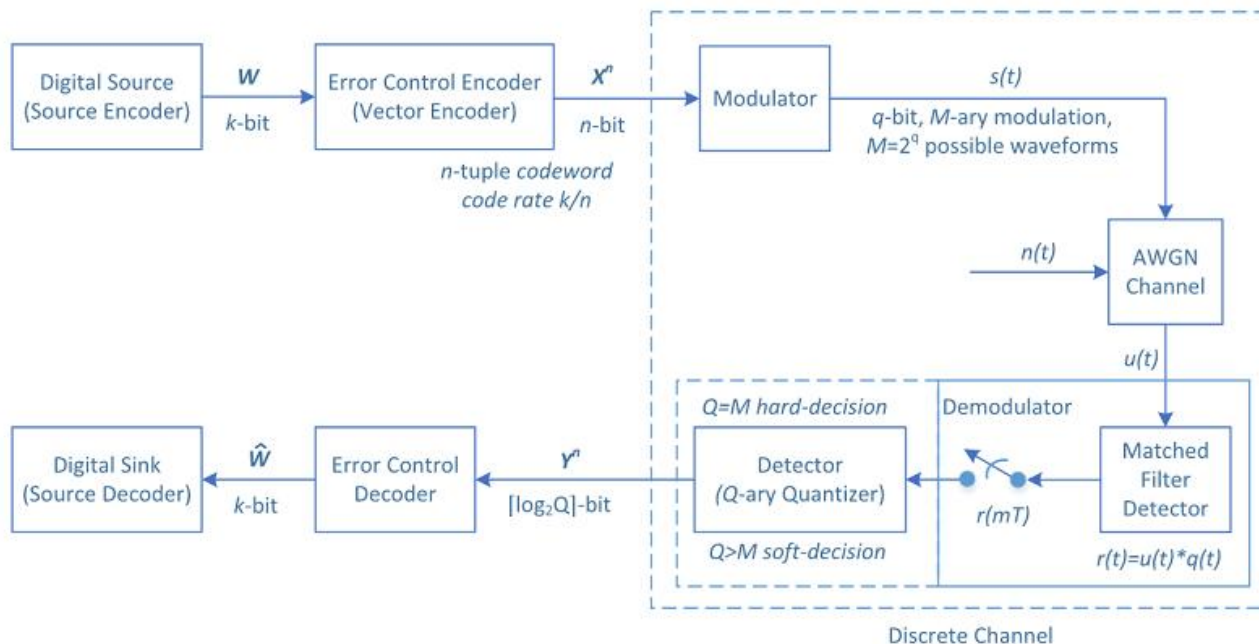 Digital Source
(Source Encoder)
W
k-bit
Error Control Encoder
(Vector Encoder)
Xⁿ
n-bit
n-tuple codeword
code rate k/n
Modulator
s(t)
q-bit, M-ary modulation,
M=2^q possible waveforms
n(t)
AWGN
Channel
u(t)
Q=M hard-decision
Demodulator
Digital Sink
(Source Decoder)
Ŵ
k-bit
Error Control
Decoder
Yⁿ
⌈log₂Q⌉-bit
Detector
(Q-ary Quantizer)
r(mT)
Matched
Filter
Detector
Q>M soft-decision
r(t)=u(t)*q(t)
Discrete Channel